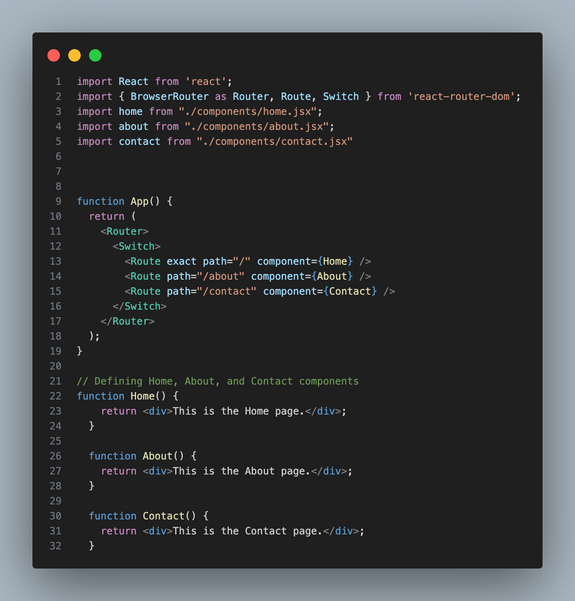 1 import React from 'react';
2 import { BrowserRouter as Router, Route, Switch } from 'react-router-dom';
3 import home from "./components/home.jsx";
4 import about from "./components/about.jsx";
5 import contact from "./components/contact.jsx"
6
7
8
9 function App() {
10   return (
11     <Router>
12       <Switch>
13         <Route exact path="/" component={Home} />
14         <Route path="/about" component={About} />
15         <Route path="/contact" component={Contact} />
16       </Switch>
17     </Router>
18   );
19 }
20
21 // Defining Home, About, and Contact components
22 function Home() {
23     return <div>This is the Home page.</div>;
24   }
25
26   function About() {
27     return <div>This is the About page.</div>;
28   }
29
30   function Contact() {
31     return <div>This is the Contact page.</div>;
32   }